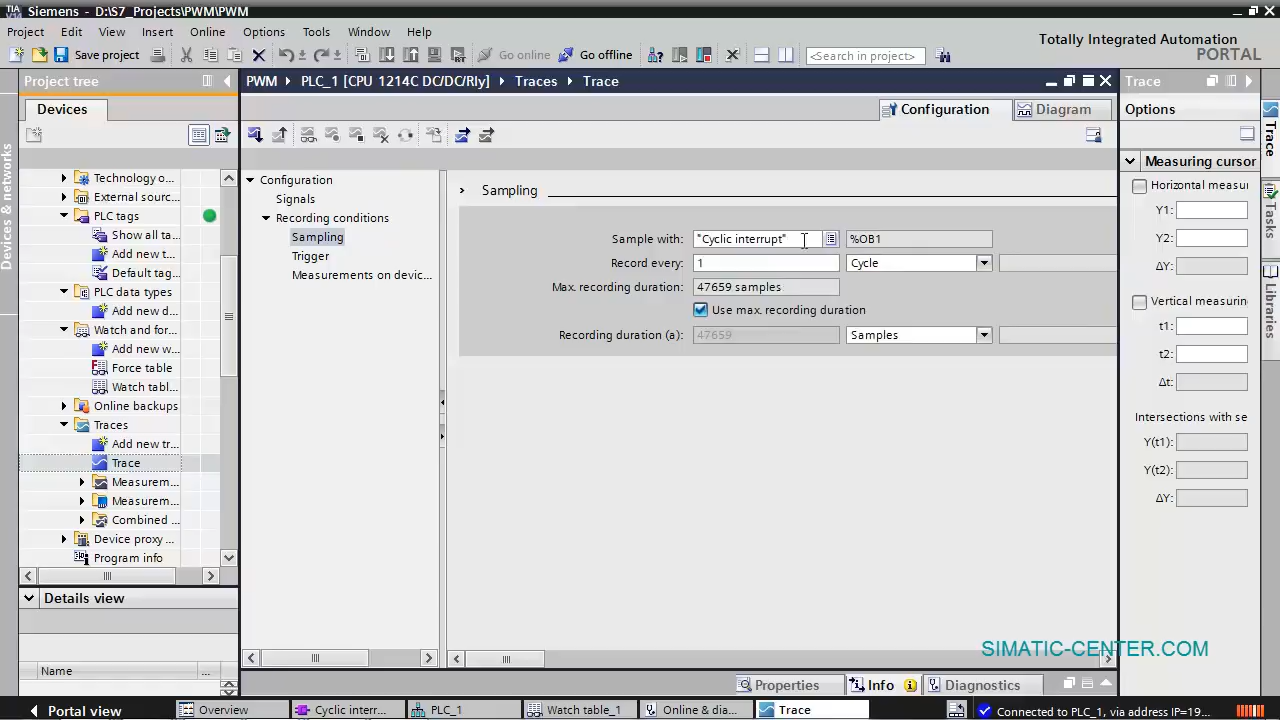 TIA
V14
Siemens - D:\S7_Projects\PWM\PWM
Project Edit View Insert Online Options Tools Window Help
Save project
Go online
Go offline
<Search in project>
Totally Integrated Automation
PORTAL
Project tree
Devices
Devices & networks
Technology o...
External sourc...
PLC tags
Show all ta...
Add new t...
Default tag...
PLC data types
Add new d...
Watch and for...
Add new w...
Force table
Watch tabl...
Online backups
Traces
Add new tr...
Trace
Measurem...
Measurem...
Combined ...
Device proxy ...
Program info
Details view
Name
...
PWM
PLC_1 [CPU 1214C DC/DC/Rly]
Traces
Trace
Configuration
Diagram
Configuration
Signals
Recording conditions
Sampling
Trigger
Measurements on devic...
Sampling
Sample with: "Cyclic interrupt" %OB1
Record every: 1 Cycle
Max. recording duration: 47659 samples
Use max. recording duration
Recording duration (a): 47659 Samples
Trace
Options
Measuring cursor
Horizontal measur
Y1:
Y2:
ΔY:
Vertical measuring
t1:
t2:
Δt:
Intersections with se
Y(t1):
Y(t2):
ΔY:
Trace
Tasks
Libraries
SIMATIC-CENTER.COM
Properties
Info
Diagnostics
Portal view
Overview
Cyclic interr...
PLC_1
Watch table_1
Online & dia...
Trace
Connected to PLC_1, via address IP=19...